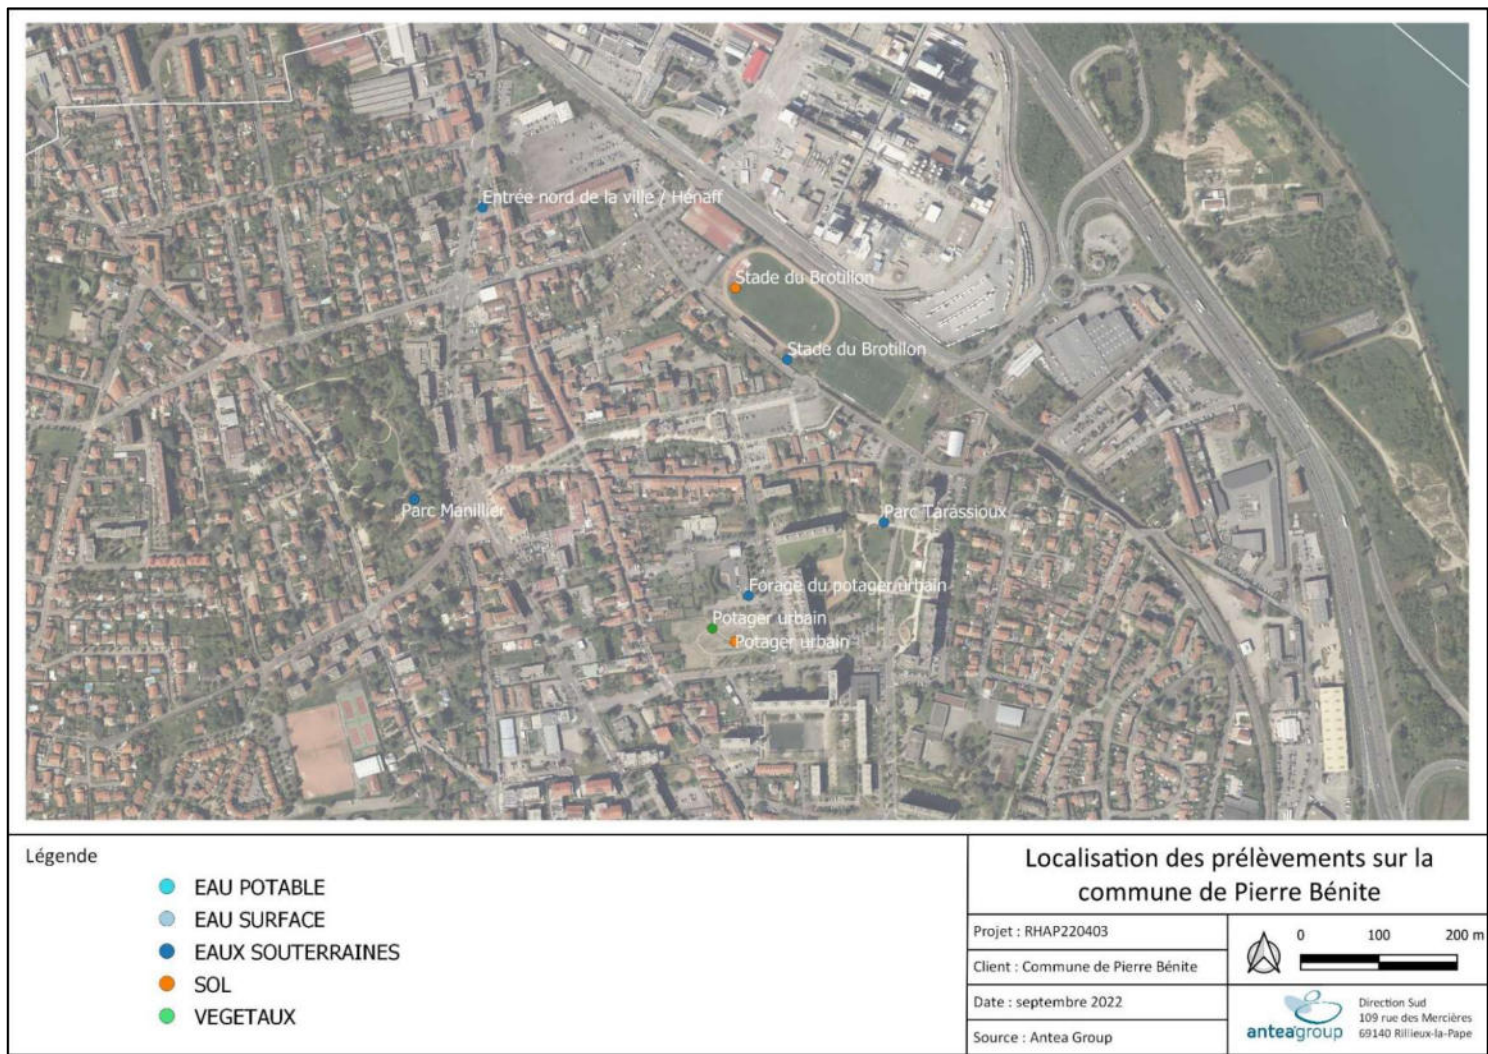 Entrée nord de la ville / Hénaff
Stade du Brotillon
Stade du Brotillon
Parc Manillier
Parc Tarassioux
Forage du potager urbain
Potager urbain
Potager urbain
Légende
EAU POTABLE
EAU SURFACE
EAUX SOUTERRAINES
SOL
VEGETAUX
Localisation des prélèvements sur la
commune de Pierre Bénite
Projet : RHAP220403
Client : Commune de Pierre Bénite
Date : septembre 2022
Source : Antea Group
0 100 200 m
anteagroup
Direction Sud
109 rue des Mercières
69140 Rillieux-la-Pape